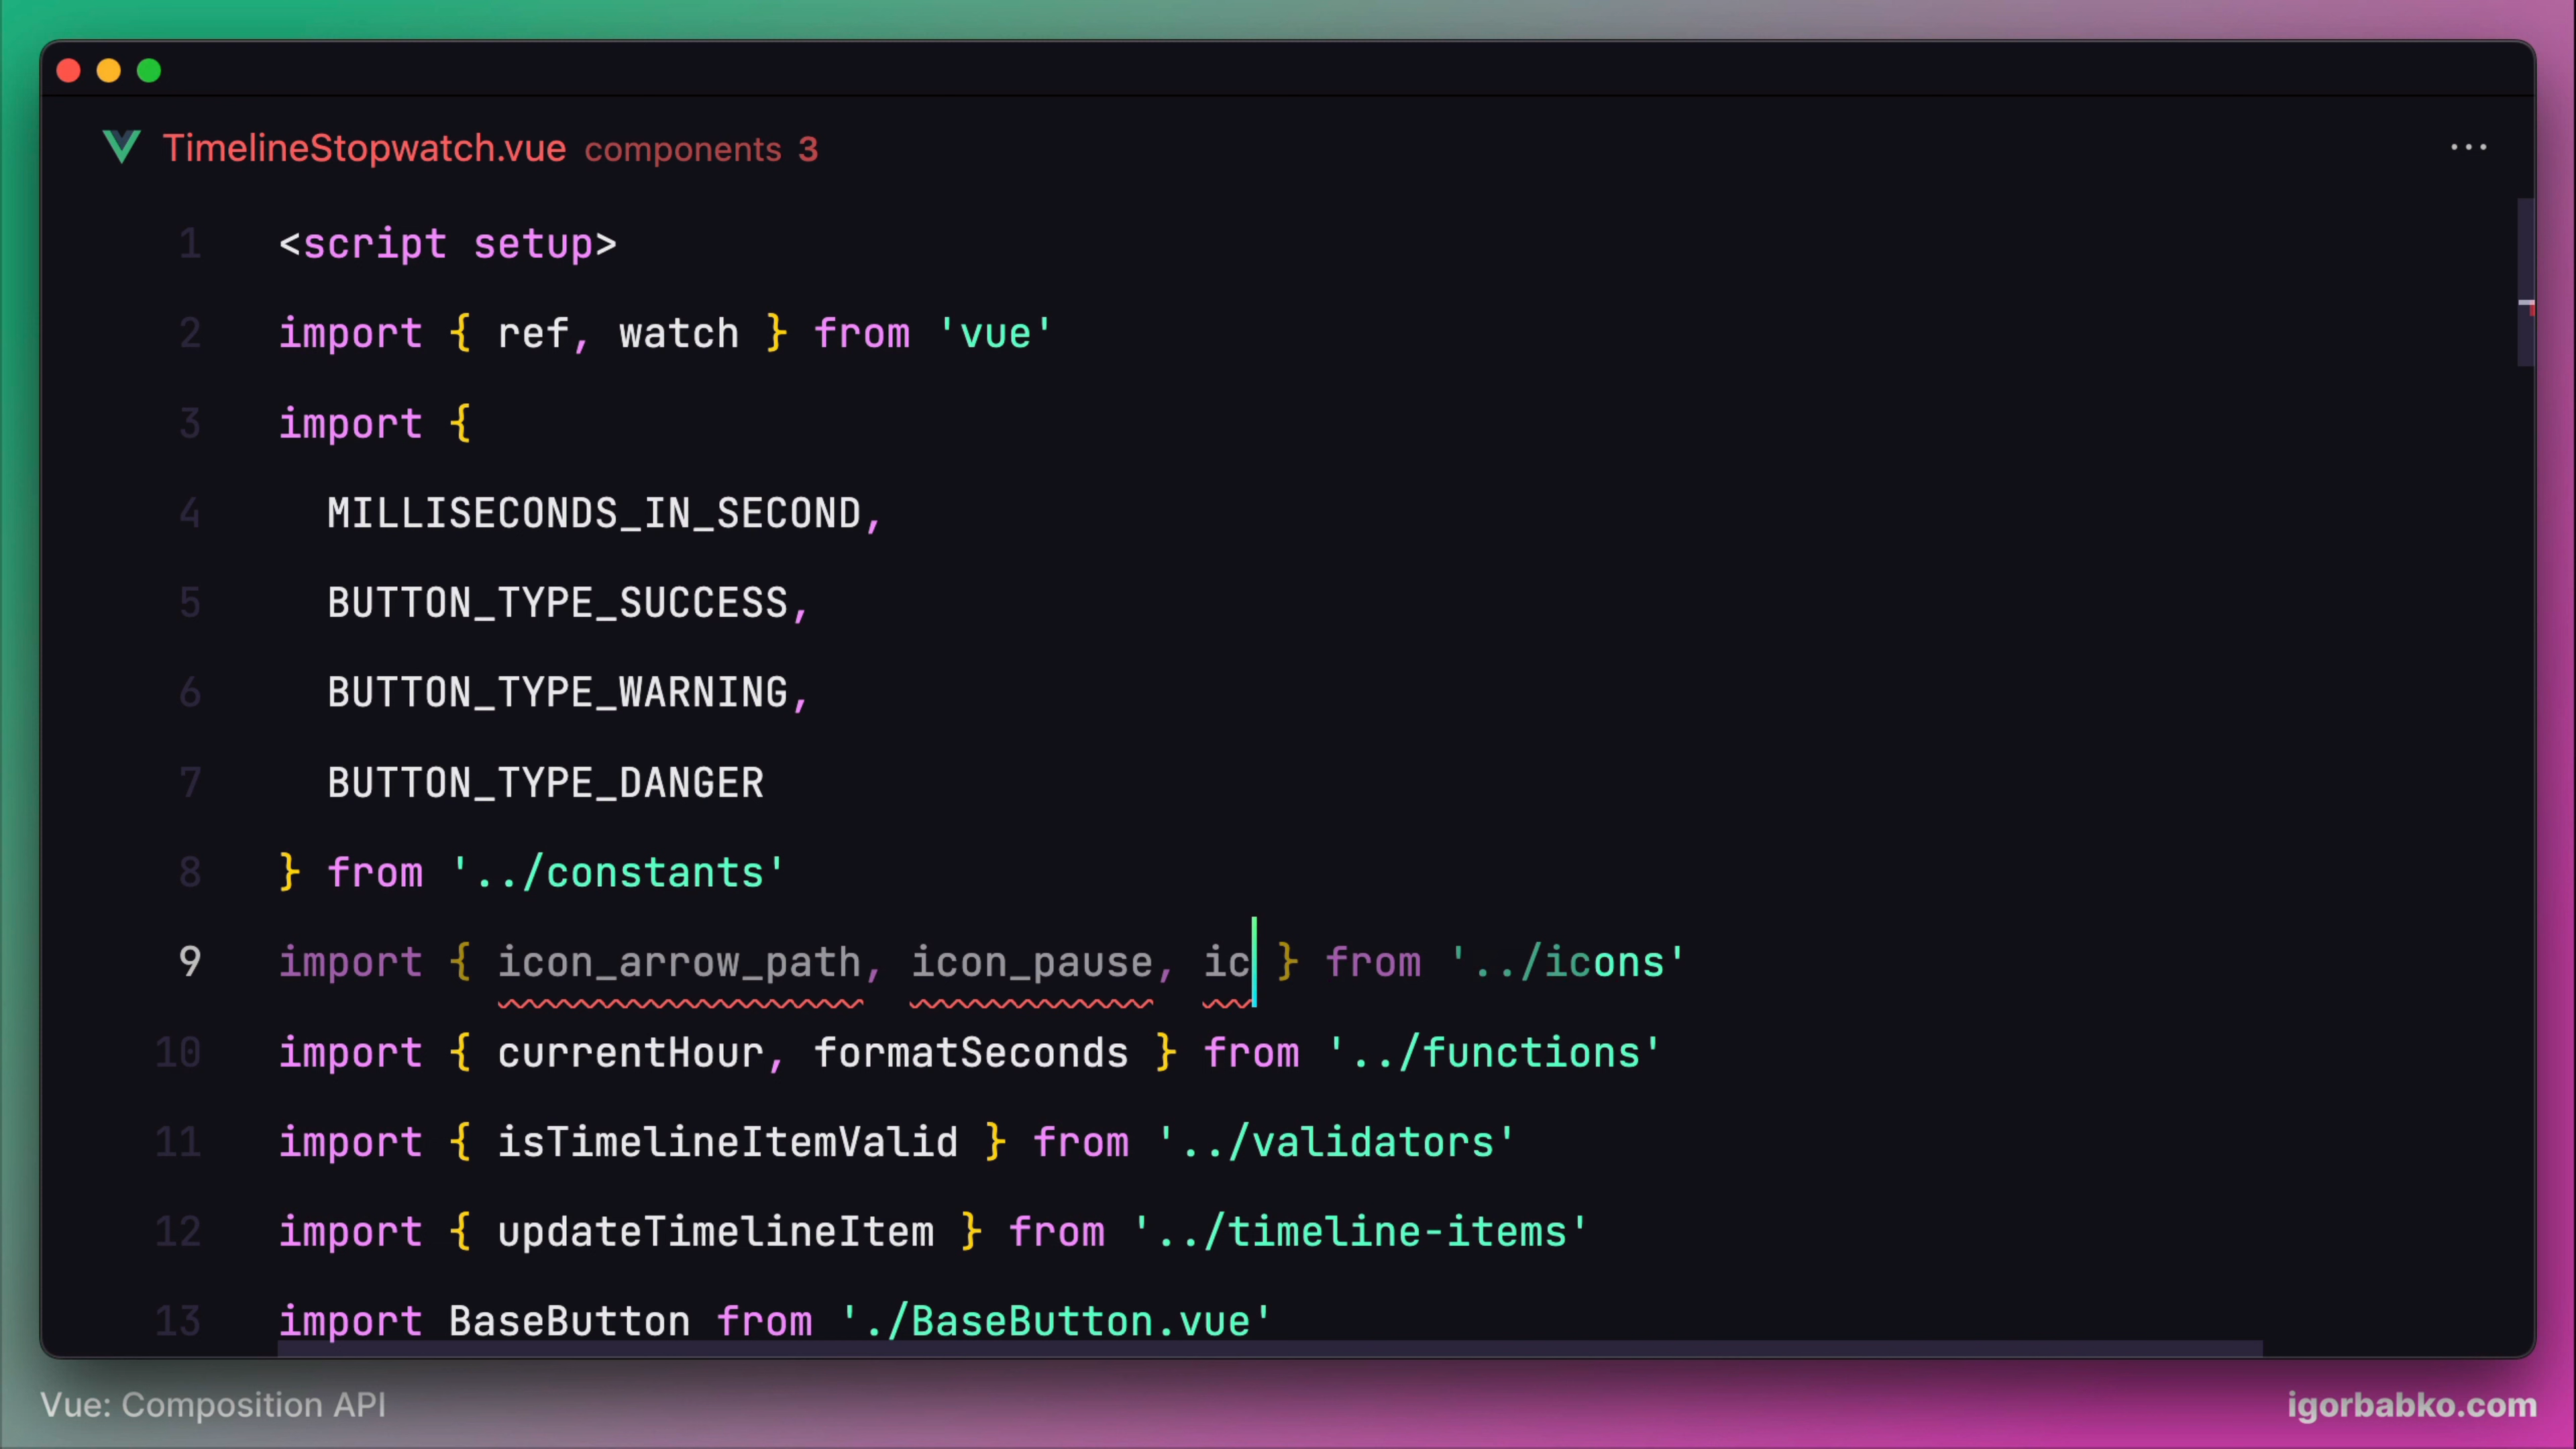 TimelineStopwatch.vue components 3 ...
1 <script setup>
2 import { ref, watch } from 'vue'
3 import {
4 MILLISECONDS_IN_SECOND,
5 BUTTON_TYPE_SUCCESS,
6 BUTTON_TYPE_WARNING,
7 BUTTON_TYPE_DANGER
8 } from '../constants'
9 import { icon_arrow_path, icon_pause, ic } from '../icons'
10 import { currentHour, formatSeconds } from '../functions'
11 import { isTimelineItemValid } from '../validators'
12 import { updateTimelineItem } from '../timeline-items'
13 import BaseButton from './BaseButton.vue'
Vue: Composition API
igorbabko.com